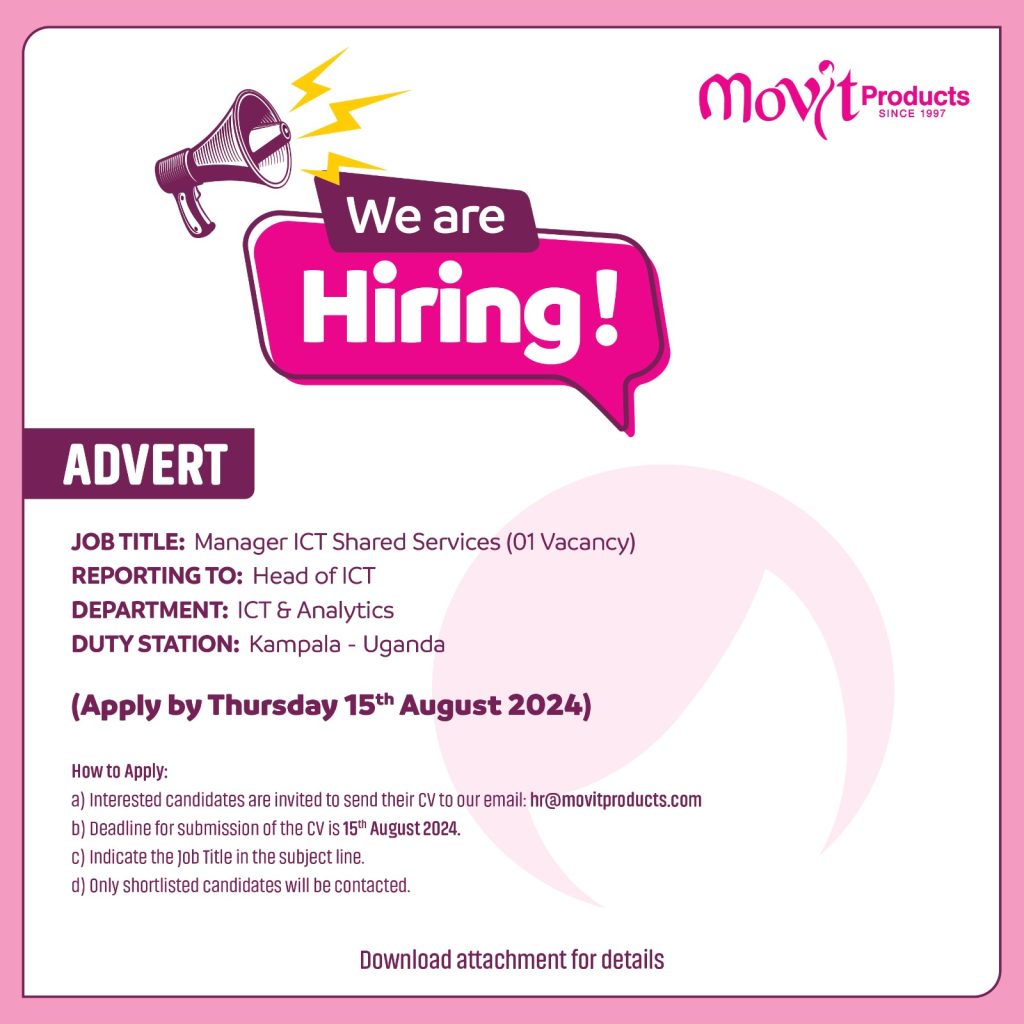 Movit Products
SINCE 1997
We are
Hiring!
ADVERT
JOB TITLE: Manager ICT Shared Services (01 Vacancy)
REPORTING TO: Head of ICT
DEPARTMENT: ICT & Analytics
DUTY STATION: Kampala - Uganda
(Apply by Thursday 15th August 2024)
How to Apply:
a) Interested candidates are invited to send their CV to our email: hr@movitproducts.com
b) Deadline for submission of the CV is 15th August 2024.
c) Indicate the Job Title in the subject line.
d) Only shortlisted candidates will be contacted.
Download attachment for details